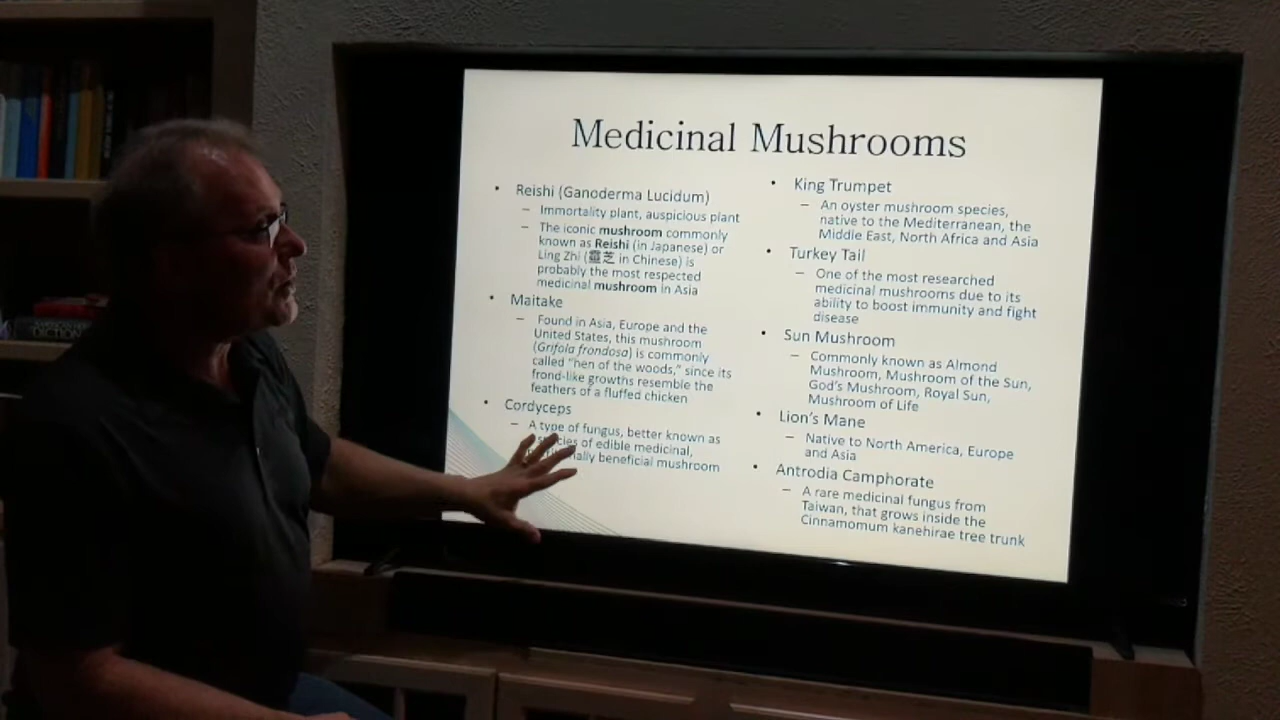 Medicinal Mushrooms
• Reishi (Ganoderma Lucidum)
– Immortality plant, auspicious plant
– The iconic mushroom commonly
known as Reishi (in Japanese) or
Ling Zhi (靈芝 in Chinese) is
probably the most respected
medicinal mushroom in Asia
• Maitake
– Found in Asia, Europe and the
United States, this mushroom
(Grifola frondosa) is commonly
called “hen of the woods,” since its
frond-like growths resemble the
feathers of a fluffed chicken
• Cordyceps
– A type of fungus, better known as
of edible medicinal,
beneficial mushroom
• King Trumpet
– An oyster mushroom species,
native to the Mediterranean, the
Middle East, North Africa and Asia
• Turkey Tail
– One of the most researched
medicinal mushrooms due to its
ability to boost immunity and fight
disease
• Sun Mushroom
– Commonly known as Almond
Mushroom, Mushroom of the Sun,
God's Mushroom, Royal Sun,
Mushroom of Life
• Lion's Mane
– Native to North America, Europe
and Asia
• Antrodia Camphorate
– A rare medicinal fungus from
Taiwan, that grows inside the
Cinnamomum kanehirae tree trunk